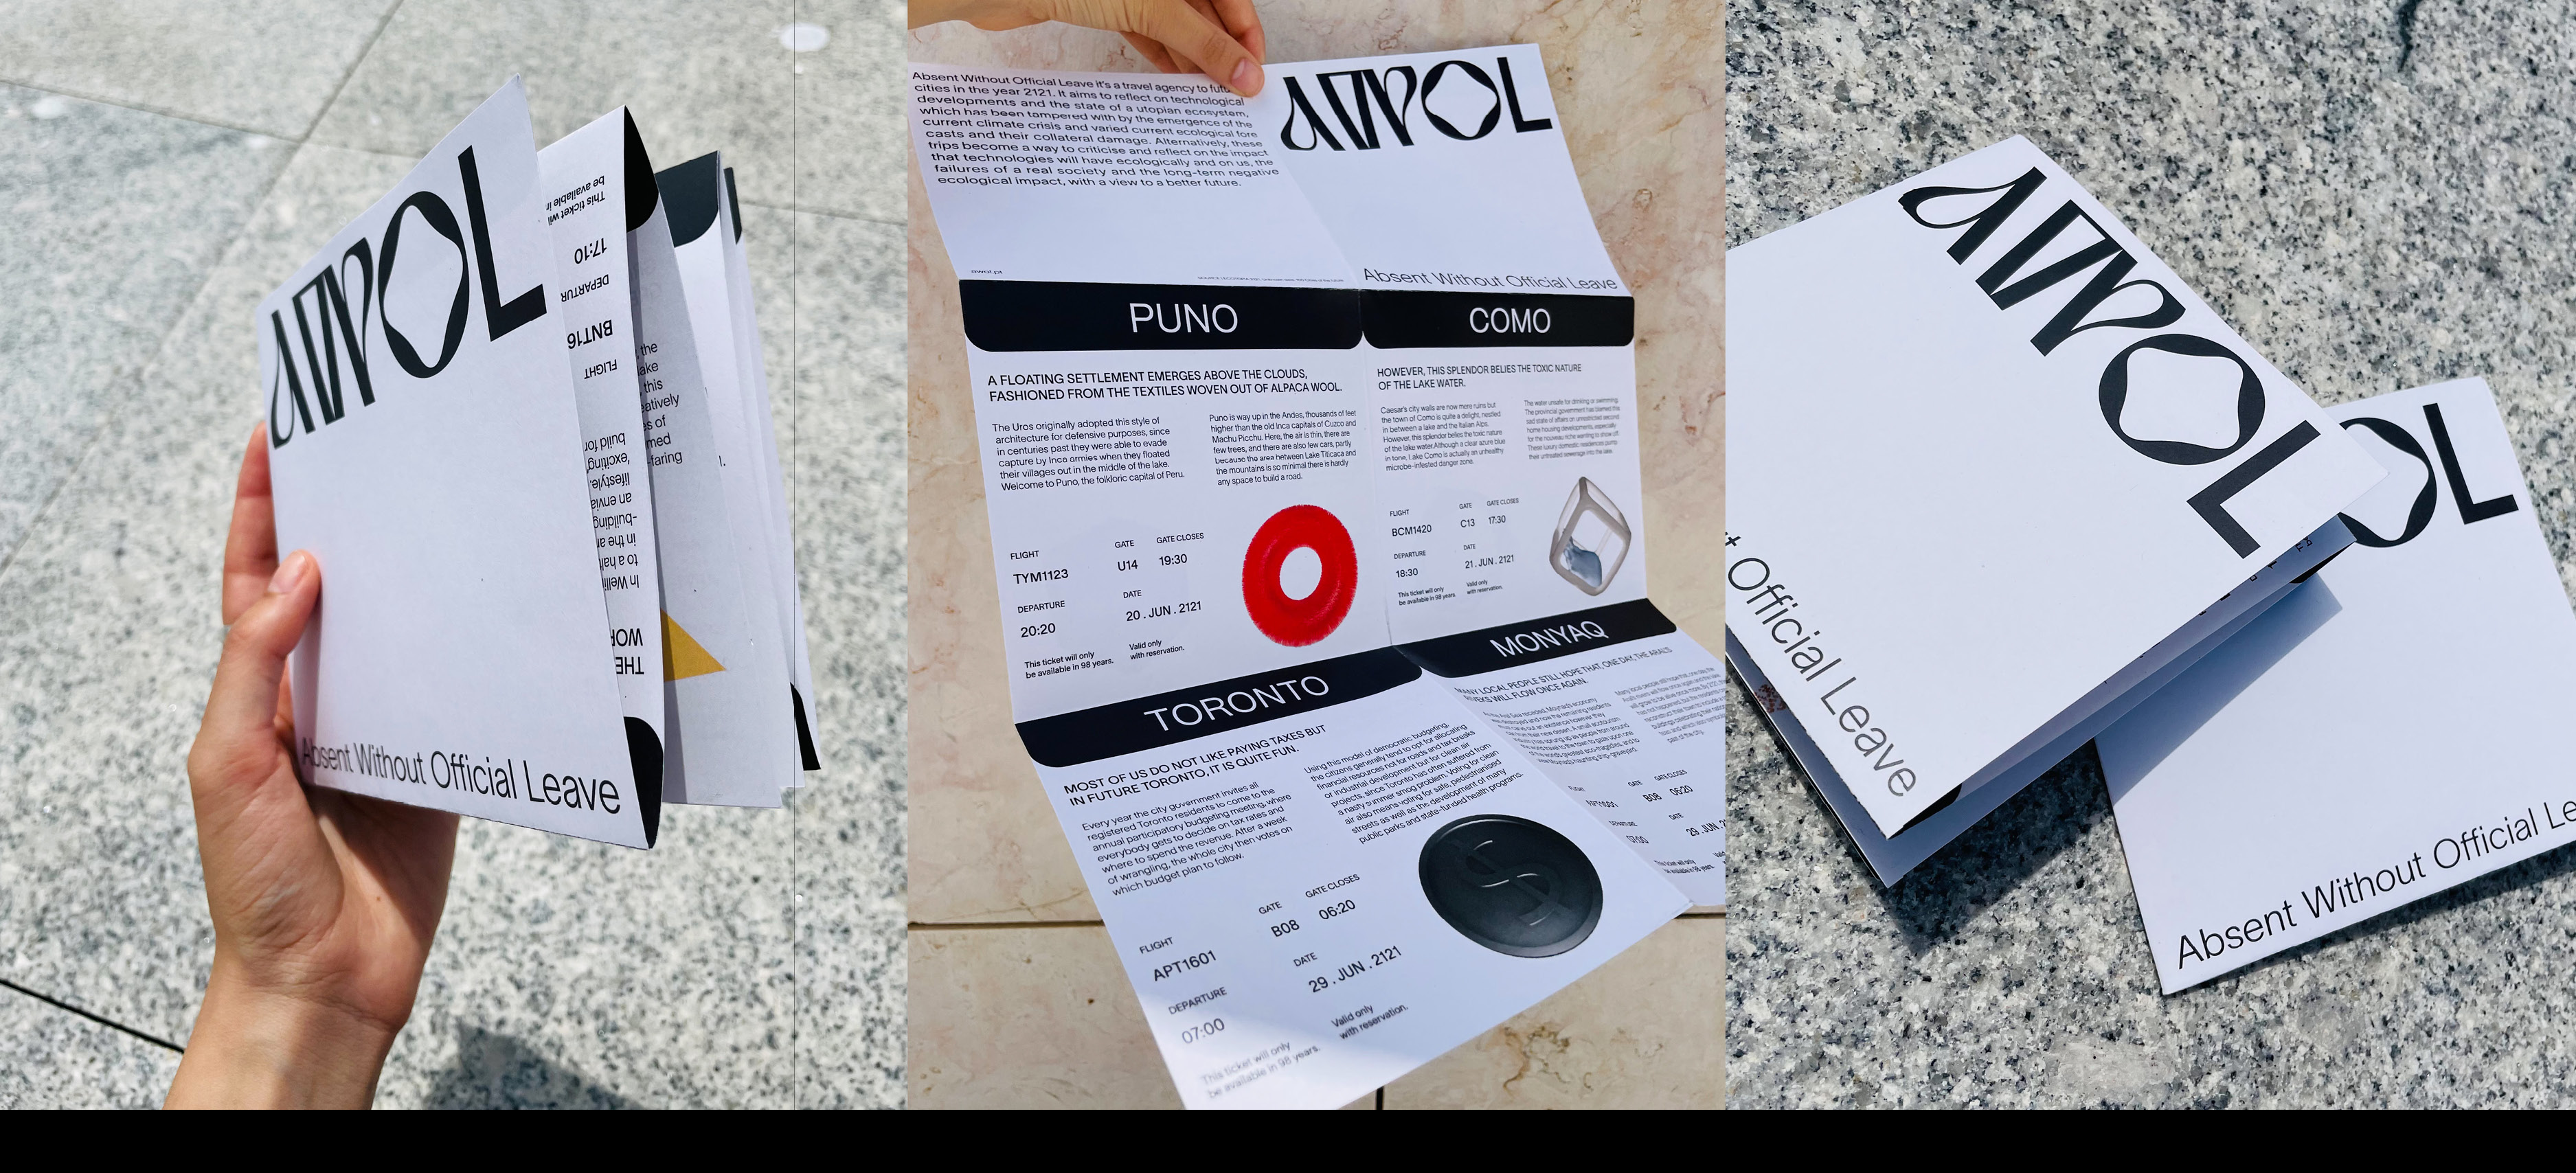 AWOL
This ticket will
be available in
17:10
DEPARTUR
BNT16
FLIGHT
build for
'exciting,'
lifestyle.
an envia
-building
in the ar
to a hal
In Welli
WOR
THE
the
ake
this
eatively
es of
med
-faring
Absent Without Official Leave
Absent Without Official Leave it's a travel agency to futu
cities in the year 2121. It aims to reflect on technological
developments and the state of a utopian ecosystem,
which has been tampered with by the emergence of the
current climate crisis and varied current ecological fore
casts and their collateral damage. Alternatively, these
trips become a way to criticise and reflect on the impact
that technologies will have ecologically and on us, the
failures of a real society and the long-term negative
ecological impact, with a view to a better future.
awol.pt
AWOL
Absent Without Official Leave
PUNO
A FLOATING SETTLEMENT EMERGES ABOVE THE CLOUDS,
FASHIONED FROM THE TEXTILES WOVEN OUT OF ALPACA WOOL.
The Uros originally adopted this style of
architecture for defensive purposes, since
in centuries past they were able to evade
capture by Inca armies when they floated
their villages out in the middle of the lake.
Welcome to Puno, the folkloric capital of Peru.
Puno is way up in the Andes, thousands of feet
higher than the old Inca capitals of Cuzco and
Machu Picchu. Here, the air is thin, there are
few trees, and there are also few cars, partly
because the area between Lake Titicaca and
the mountains is so minimal there is hardly
any space to build a road.
FLIGHT
TYM1123
GATE
U14
GATE CLOSES
19:30
DEPARTURE
20:20
DATE
20 . JUN . 2121
This ticket will only
be available in 98 years.
Valid only
with reservation.
COMO
HOWEVER, THIS SPLENDOR BELIES THE TOXIC NATURE
OF THE LAKE WATER.
Caesar's city walls are now mere ruins but
the town of Como is quite a delight, nestled
in between a lake and the Italian Alps.
However, this splendor belies the toxic nature
of the lake water.Although a clear azure blue
in tone, Lake Como is actually an unhealthy
microbe-infested danger zone.
The water unsafe for drinking or swimming.
The provincial government has blamed this
sad state of affairs on unrestricted second
home housing developments, especially
for the nouveau riche wanting to show off.
These luxury domestic residences pump
their untreated sewerage into the lake.
FLIGHT
BCM1420
GATE
C13
GATE CLOSES
17:30
DEPARTURE
18:30
DATE
21 . JUN . 2121
This ticket will only
be available in 98 years.
Valid only
with reservation.
TORONTO
MOST OF US DO NOT LIKE PAYING TAXES BUT
IN FUTURE TORONTO, IT IS QUITE FUN.
Every year the city government invites all
registered Toronto residents to come to the
annual participatory budgeting meeting, where
everybody gets to decide on tax rates and
where to spend the revenue. After a week
of wrangling, the whole city then votes on
which budget plan to follow.
Using this model of democratic budgeting,
the citizens generally tend to opt for allocating
financial resources not for roads and tax breaks
or industrial development but for clean air
projects, since Toronto has often suffered from
a nasty summer smog problem. Voting for clean
air also means voting for safe, pedestrianised
streets as well as the development of many
public parks and state-funded health programs.
FLIGHT
APT1601
GATE
B08
GATE CLOSES
06:20
DEPARTURE
07:00
DATE
29 . JUN . 2121
This ticket will only
be available in 98 years.
Valid only
with reservation.
MONYAQ
MANY LOCAL PEOPLE STILL HOPE THAT, ONE DAY, THE ARAL'S
WILL FLOW ONCE AGAIN.
GATE
B08
GATE CLOSES
06:20
DEPARTURE
07:00
DATE
29 . JUN .
AWOL
t Official Leave
OL
Absent Without Official Le